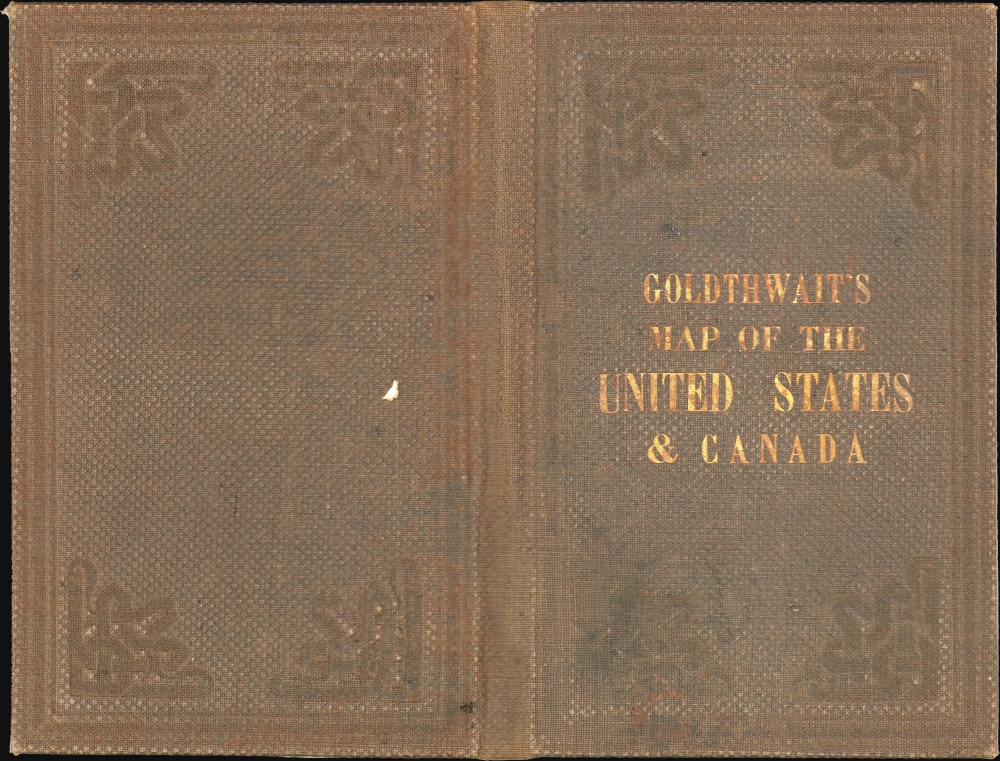 GOLDTHWAIT'S
MAP OF THE
UNITED STATES
& CANADA